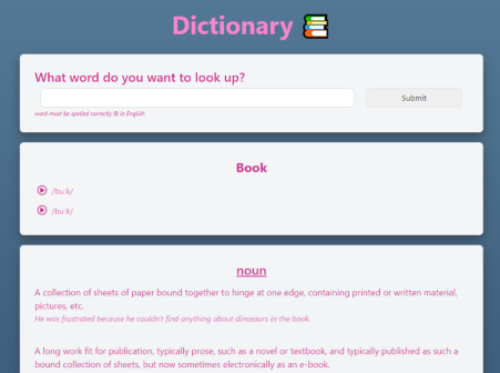 Dictionary
What word do you want to look up?
Submit
word must be spelled correctly & in English
Book
/buːk/
/buːk/
noun
A collection of sheets of paper bound together to hinge at one edge, containing printed or written material,
pictures, etc.
He was frustrated because he couldn't find anything about dinosaurs in the book.
A long work fit for publication, typically prose, such as a novel or textbook, and typically published as such a
bound collection of sheets, but now sometimes electronically as an e-book.